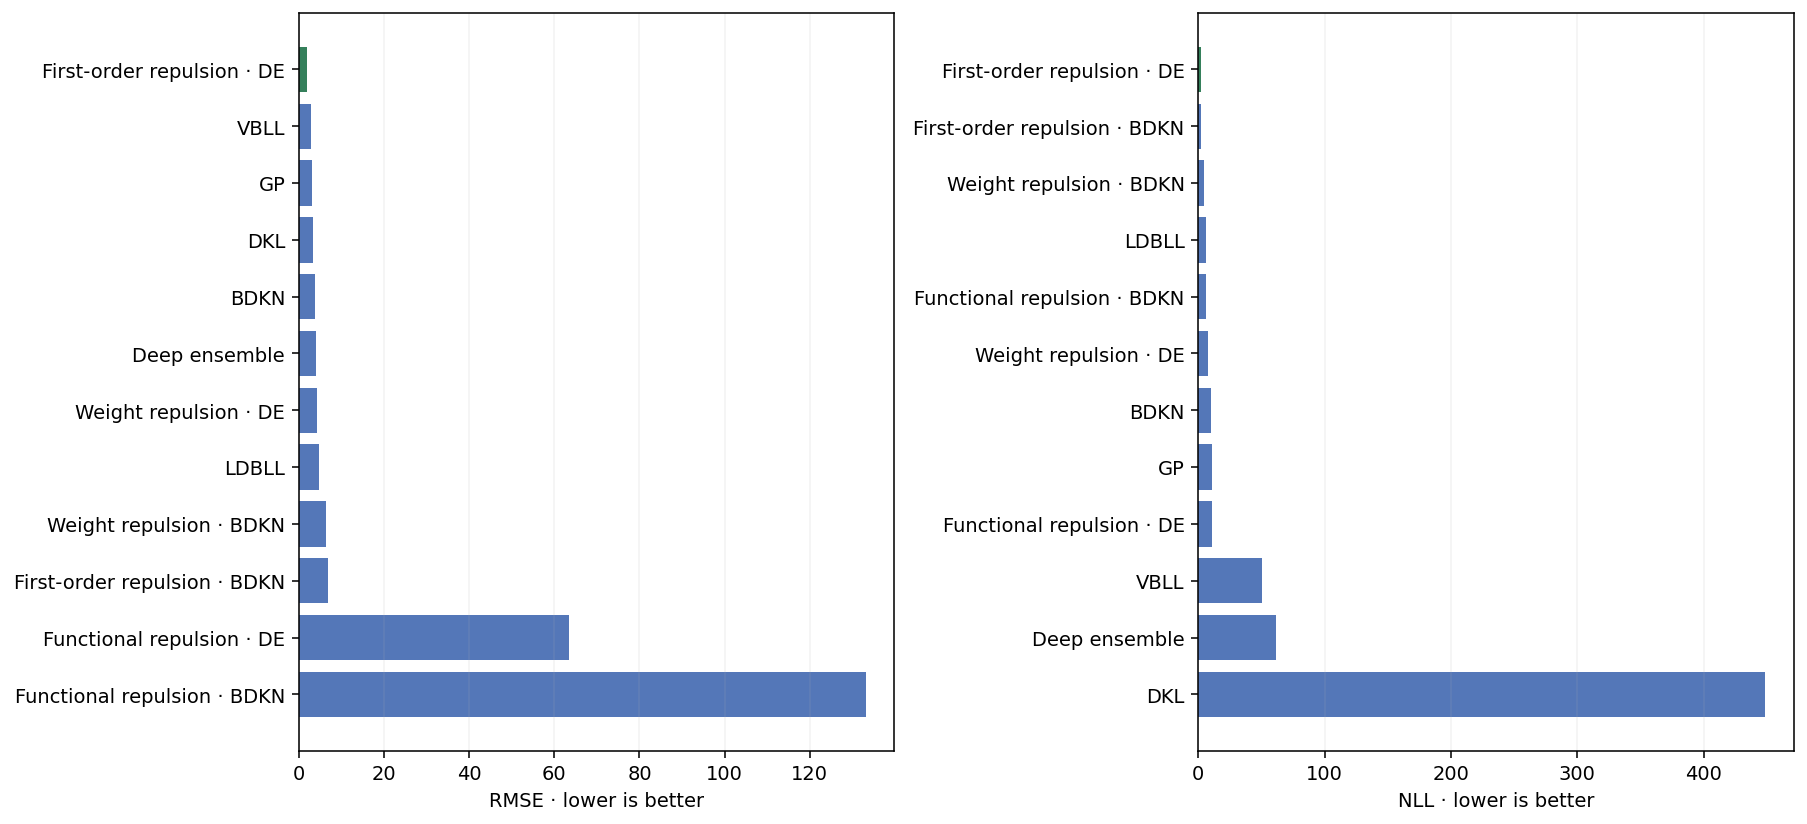 First-order repulsion · DE
VBLL
GP
DKL
BDKN
Deep ensemble
Weight repulsion · DE
LDBLL
Weight repulsion · BDKN
First-order repulsion · BDKN
Functional repulsion · DE
Functional repulsion · BDKN
0 20 40 60 80 100 120
RMSE · lower is better
First-order repulsion · DE
First-order repulsion · BDKN
Weight repulsion · BDKN
LDBLL
Functional repulsion · BDKN
Weight repulsion · DE
BDKN
GP
Functional repulsion · DE
VBLL
Deep ensemble
DKL
0 100 200 300 400
NLL · lower is better